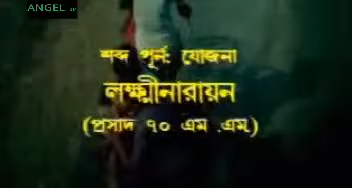 ANGEL
শব্দ পূর্ন: যোজনা
লক্ষ্মীনারায়ন
(প্রসাদ ৭০ এম .এম.)